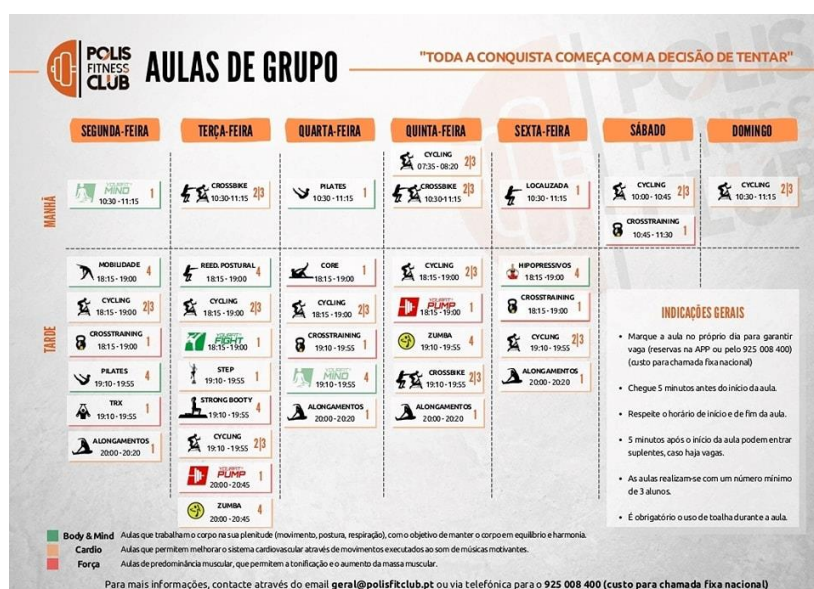 POLIS
FITNESS
CLUB
AULAS DE GRUPO
"TODA A CONQUISTA COMEÇA COM A DECISÃO DE TENTAR"
SEGUNDA-FEIRA
TERÇA-FEIRA
QUARTA-FEIRA
QUINTA-FEIRA
SEXTA-FEIRA
SÁBADO
DOMINGO
MANHÃ
MIND
10:30 - 11:15 1
CROSSBIKE
10:30-11:15 2|3
PILATES
10:30 - 11:15 1
CYCLING
07:35 - 08:20 2|3
CROSSBIKE
10:30-11:15 2|3
LOCALIZADA
10:30 - 11:15 1
CYCLING
10:00 - 10:45 2|3
CROSSTRAINING
10:45 - 11:30 1
CYCLING
10:30 - 11:15 2|3
TARDE
MOBILIDADE
18:15 - 19:00 4
CYCLING
18:15 - 19:00 2|3
CROSSTRAINING
18:15 - 19:00 1
PILATES
19:10 - 19:55 4
TRX
19:10 - 19:55 1
ALONGAMENTOS
20:00 - 20:20 1
REED. POSTURAL
18:15 - 19:00 4
CYCLING
18:15 - 19:00 2|3
FIGHT
18:15 - 19:00 1
STEP
19:10 - 19:55 1
STRONG BOOTY
19:10 - 19:55 4
CYCLING
19:10 - 19:55 2|3
PUMP
20:00 - 20:45 1
ZUMBA
20:00 - 20:45 4
CORE
18:15 - 19:00 1
CYCLING
18:15 - 19:00 2|3
CROSSTRAINING
19:10 - 19:55 1
MIND
19:10 - 19:55 4
ALONGAMENTOS
20:00 - 20:20 1
CYCLING
18:15 - 19:00 2|3
PUMP
18:15 - 19:00 1
ZUMBA
19:10 - 19:55 4
CROSSBIKE
19:10 - 19:55 2|3
ALONGAMENTOS
20:00 - 20:20 1
HIPOPRESSIVOS
18:15 - 19:00 4
CROSSTRAINING
18:15 - 19:00 1
CYCLING
19:10 - 19:55 2|3
ALONGAMENTOS
20:00 - 20:20 1
INDICAÇÕES GERAIS
• Marque a aula no próprio dia para garantir
vaga (reservas na APP ou pelo 925 008 400)
(custo para chamada fixa nacional)
• Chegue 5 minutos antes do início da aula.
• Respeite o horário de início e de fim da aula.
• 5 minutos após o início da aula podem entrar
suplentes, caso haja vagas.
• As aulas realizam-se com um número mínimo
de 3 alunos.
• É obrigatório o uso de toalha durante a aula.
Body & Mind Aulas que trabalham o corpo na sua plenitude (movimento, postura, respiração), com o objetivo de manter o corpo em equilíbrio e harmonia.
Cardio Aulas que permitem melhorar o sistema cardiovascular através de movimentos executados ao som de músicas motivantes.
Força Aulas de predominância muscular, que permitem a tonificação e o aumento da massa muscular.
Para mais informações, contacte através do email geral@polisfitclub.pt ou via telefónica para o 925 008 400 (custo para chamada fixa nacional)